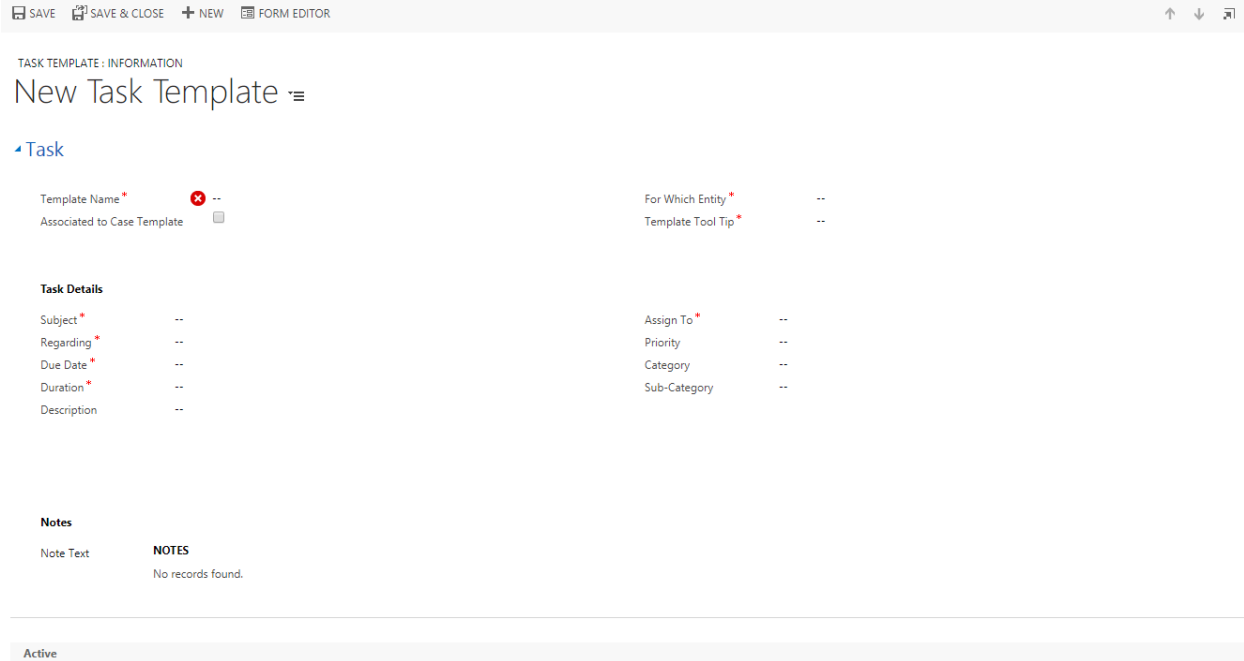 SAVE SAVE & CLOSE NEW FORM EDITOR
TASK TEMPLATE : INFORMATION
New Task Template
Task
Template Name* -- For Which Entity* --
Associated to Case Template Template Tool Tip* --
Task Details
Subject* -- Assign To* --
Regarding* -- Priority --
Due Date* -- Category --
Duration* -- Sub-Category --
Description --
Notes
Note Text NOTES
No records found.
Active